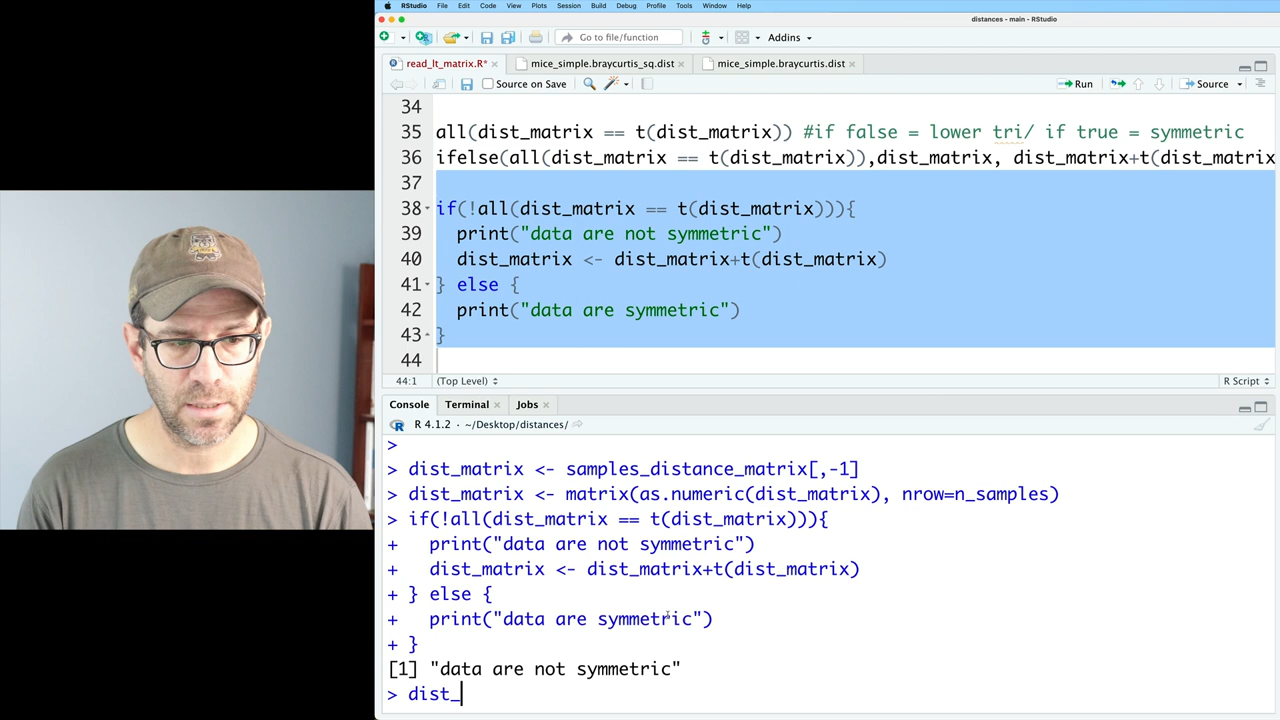 RStudio File Edit Code View Plots Session Build Debug Profile Tools Window Help
distances - main - RStudio
Go to file/function Addins
read_lt_matrix.R* mice_simple.braycurtis_sq.dist mice_simple.braycurtis.dist
Source on Save Run Source
34
35 all(dist_matrix == t(dist_matrix)) #if false = lower tri/ if true = symmetric
36 ifelse(all(dist_matrix == t(dist_matrix)),dist_matrix, dist_matrix+t(dist_matrix
37
38 if(!all(dist_matrix == t(dist_matrix))){
39 print("data are not symmetric")
40 dist_matrix <- dist_matrix+t(dist_matrix)
41 } else {
42 print("data are symmetric")
43 }
44
44:1 (Top Level) R Script
Console Terminal Jobs
R 4.1.2 · ~/Desktop/distances/
>
> dist_matrix <- samples_distance_matrix[,-1]
> dist_matrix <- matrix(as.numeric(dist_matrix), nrow=n_samples)
> if(!all(dist_matrix == t(dist_matrix))){
+ print("data are not symmetric")
+ dist_matrix <- dist_matrix+t(dist_matrix)
+ } else {
+ print("data are symmetric")
+ }
[1] "data are not symmetric"
> dist_